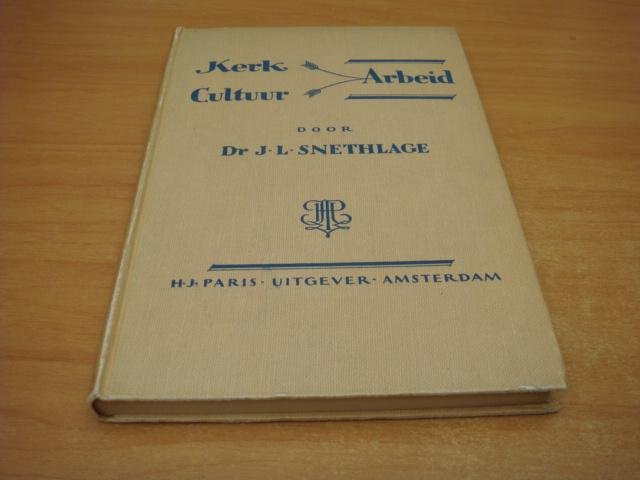 Kerk
Cultuur
Arbeid
DOOR
Dr J. L. SNETHLAGE
H.J. PARIS · UITGEVER - AMSTERDAM